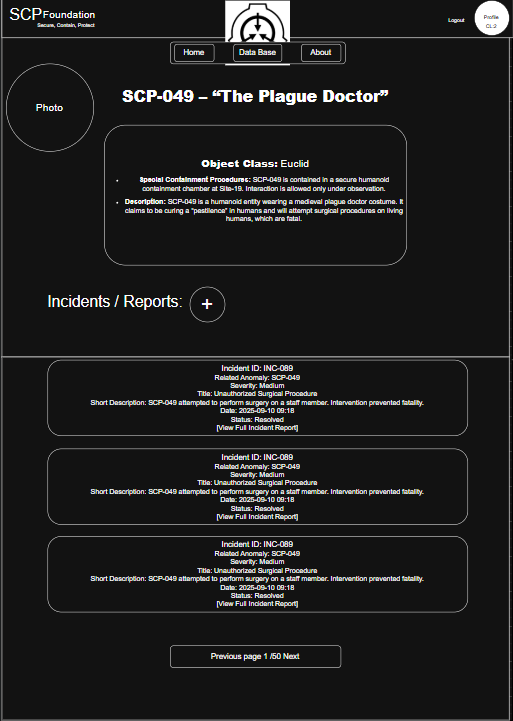 SCP Foundation
Secure, Contain, Protect
Logout
Profile
CL:2
Home
Data Base
About
Photo
SCP-049 – “The Plague Doctor”
Object Class: Euclid
• Special Containment Procedures: SCP-049 is contained in a secure humanoid
containment chamber at Site-19. Interaction is allowed only under observation.
• Description: SCP-049 is a humanoid entity wearing a medieval plague doctor costume. It
claims to be curing a “pestilence” in humans and will attempt surgical procedures on living
humans, which are fatal.
Incidents / Reports:
+
Incident ID: INC-089
Related Anomaly: SCP-049
Severity: Medium
Title: Unauthorized Surgical Procedure
Short Description: SCP-049 attempted to perform surgery on a staff member. Intervention prevented fatality.
Date: 2025-09-10 09:18
Status: Resolved
[View Full Incident Report]
Incident ID: INC-089
Related Anomaly: SCP-049
Severity: Medium
Title: Unauthorized Surgical Procedure
Short Description: SCP-049 attempted to perform surgery on a staff member. Intervention prevented fatality.
Date: 2025-09-10 09:18
Status: Resolved
[View Full Incident Report]
Incident ID: INC-089
Related Anomaly: SCP-049
Severity: Medium
Title: Unauthorized Surgical Procedure
Short Description: SCP-049 attempted to perform surgery on a staff member. Intervention prevented fatality.
Date: 2025-09-10 09:18
Status: Resolved
[View Full Incident Report]
Previous page 1 /50 Next